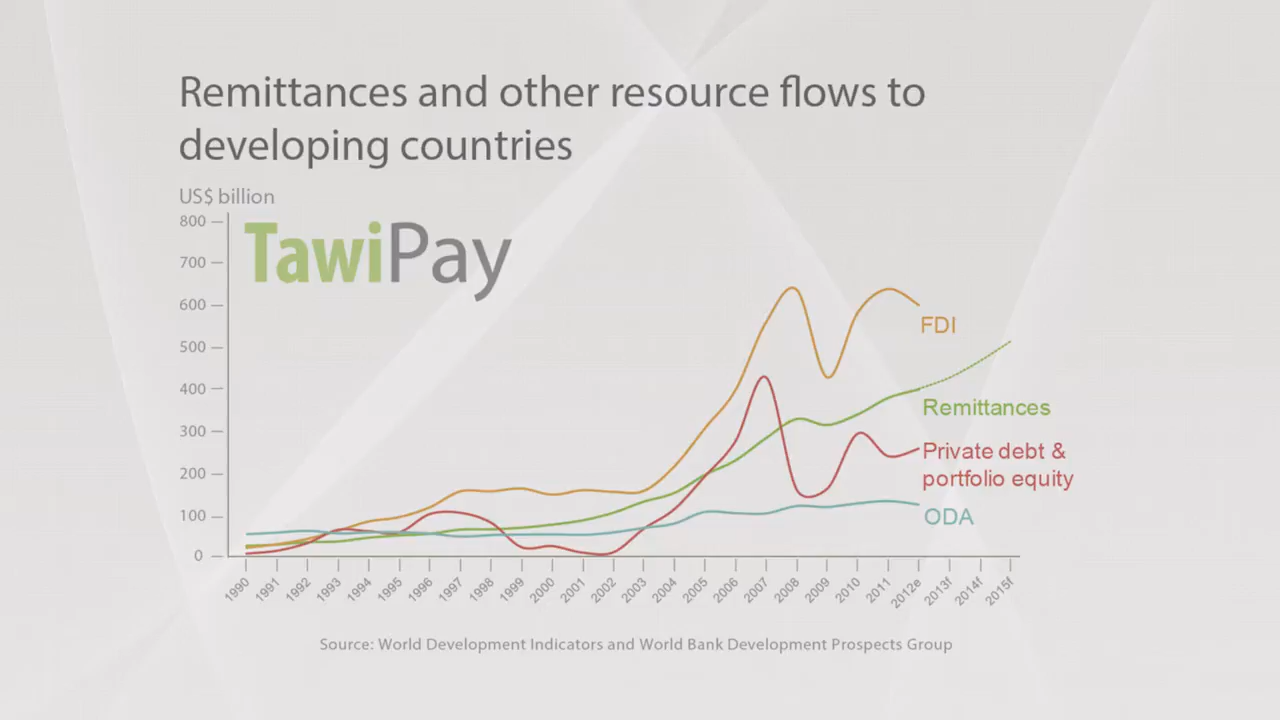 Remittances and other resource flows to
developing countries
US$ billion
800
TawiPay
700
600
FDI
500
400
Remittances
300
Private debt &
portfolio equity
200
100
ODA
0
1990 1991 1992 1993 1994 1995 1996 1997 1998 1999 2000 2001 2002 2003 2004 2005 2006 2007 2008 2009 2010 2011 2012e 2013f 2014f 2015f
Source: World Development Indicators and World Bank Development Prospects Group